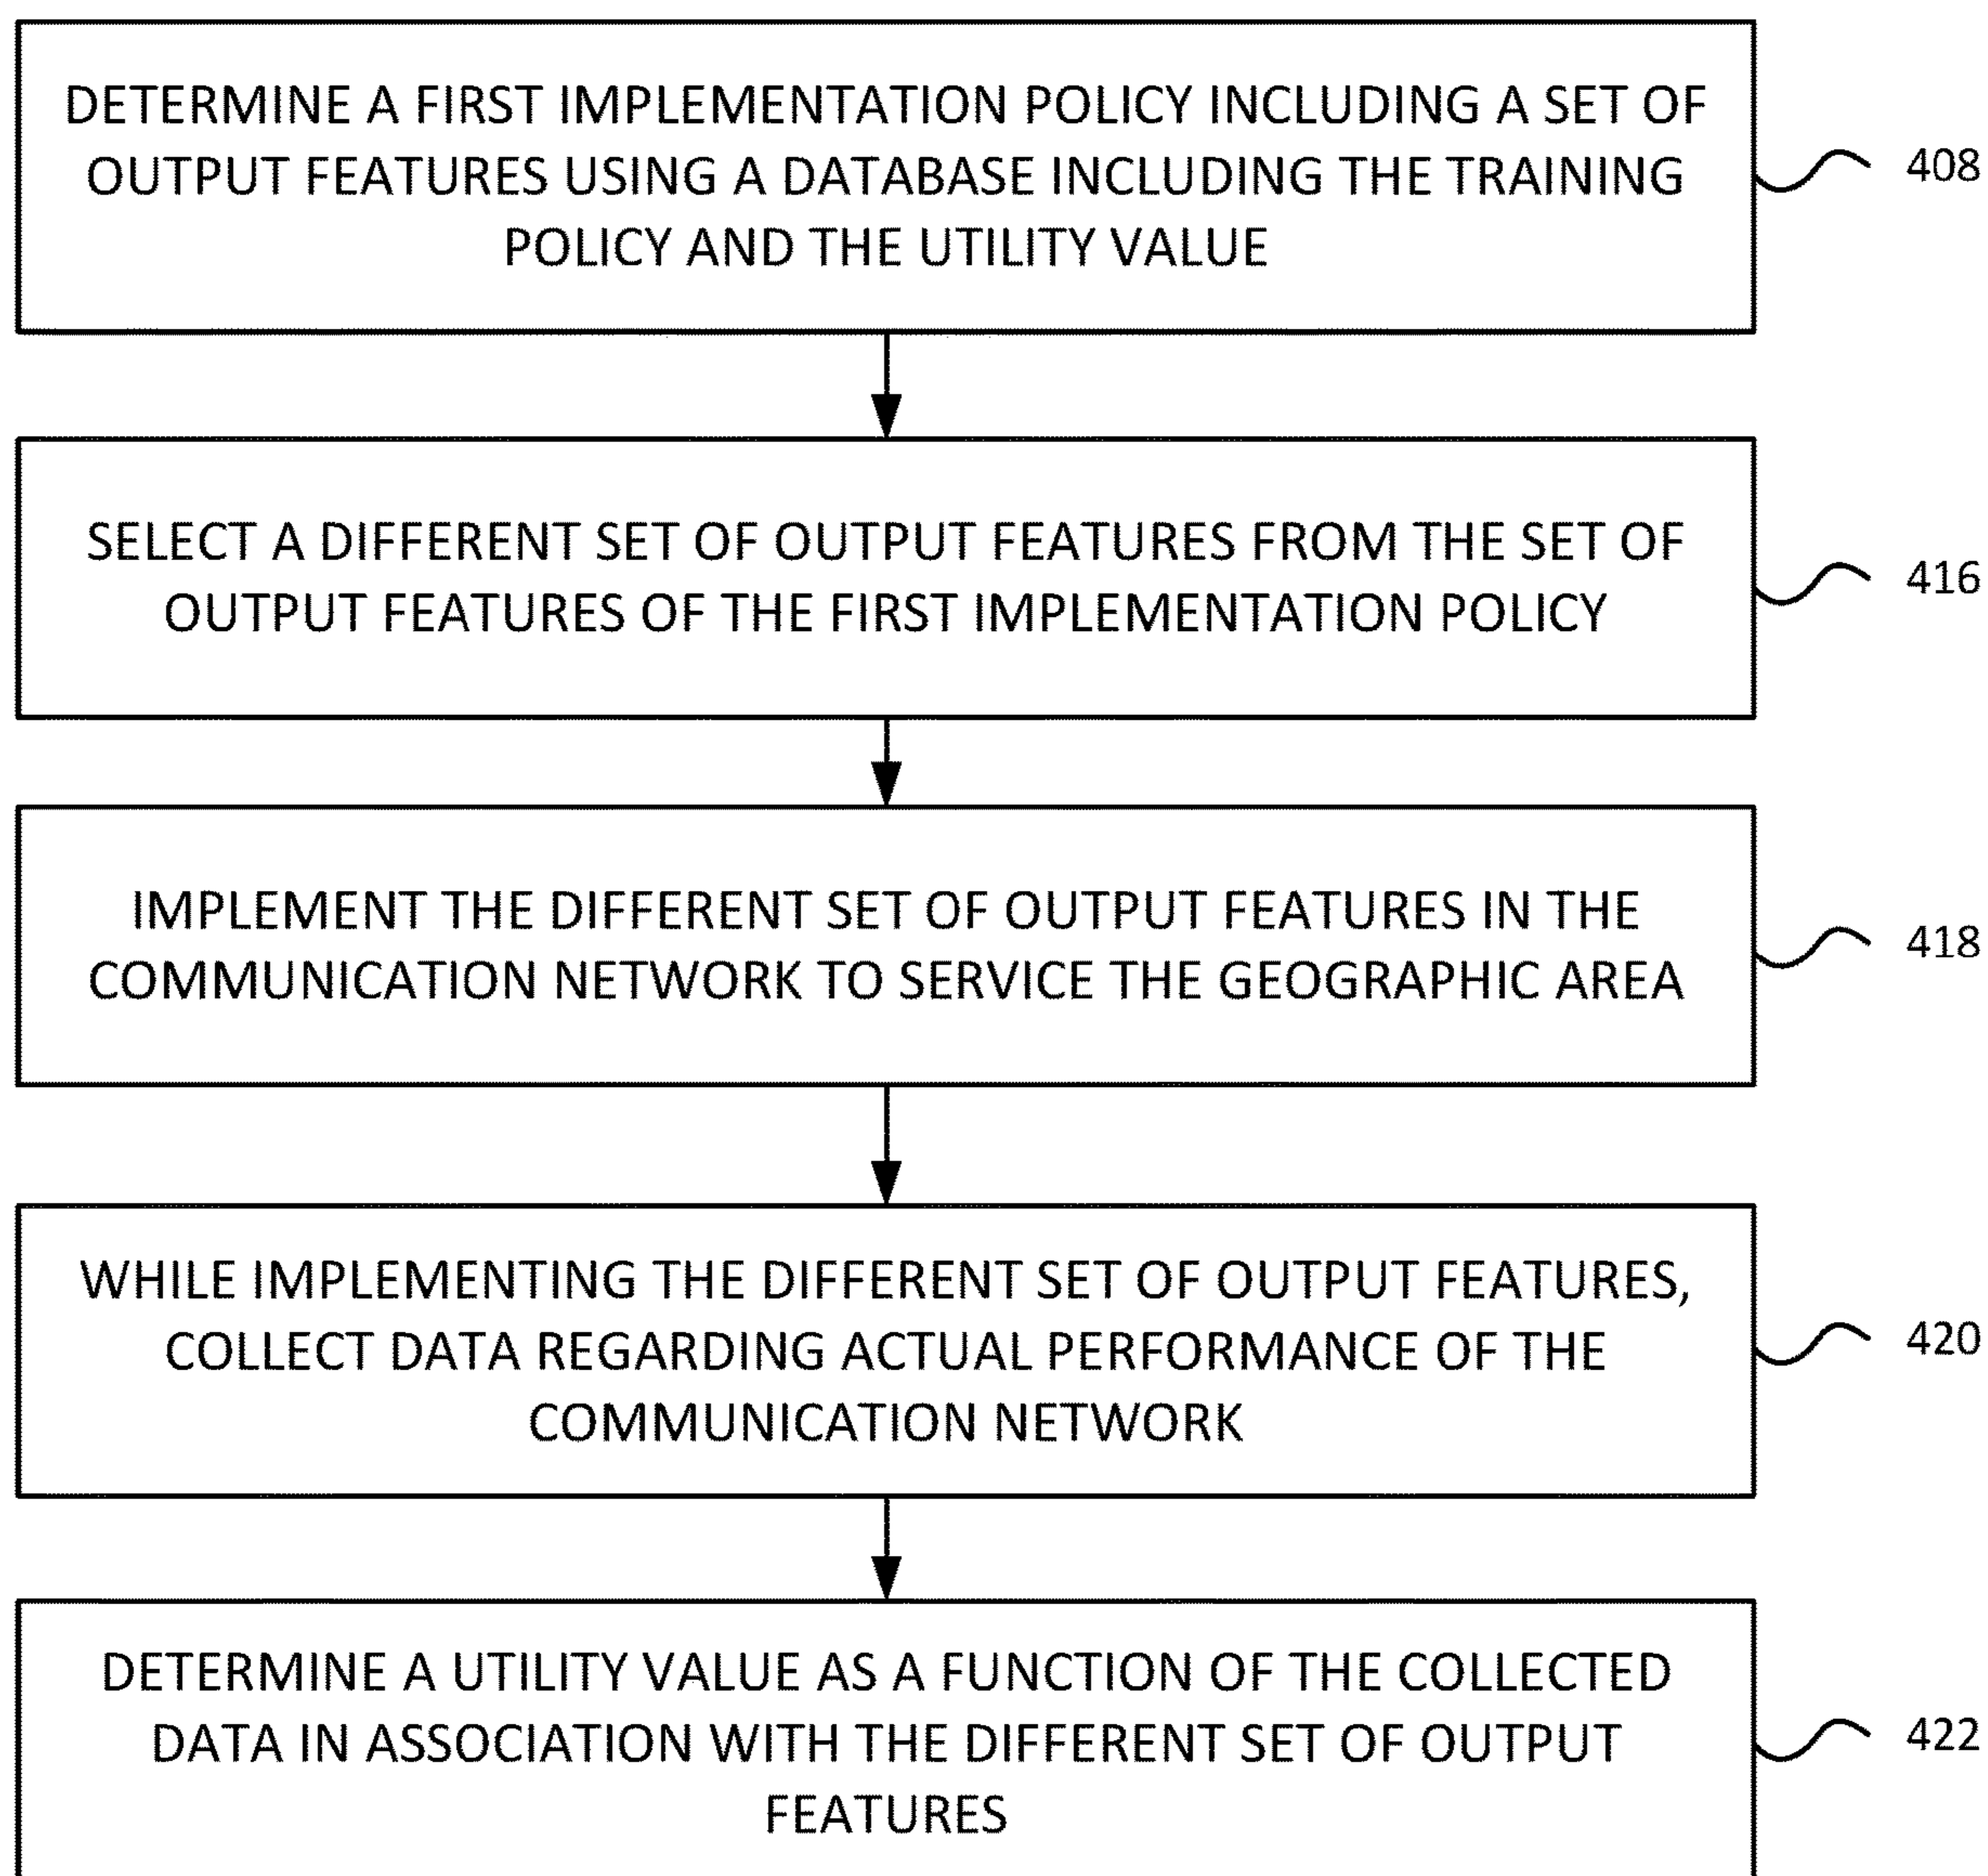 DETERMINE A FIRST IMPLEMENTATION POLICY INCLUDING A SET OF
OUTPUT FEATURES USING A DATABASE INCLUDING THE TRAINING
POLICY AND THE UTILITY VALUE
408
SELECT A DIFFERENT SET OF OUTPUT FEATURES FROM THE SET OF
OUTPUT FEATURES OF THE FIRST IMPLEMENTATION POLICY
416
IMPLEMENT THE DIFFERENT SET OF OUTPUT FEATURES IN THE
COMMUNICATION NETWORK TO SERVICE THE GEOGRAPHIC AREA
418
WHILE IMPLEMENTING THE DIFFERENT SET OF OUTPUT FEATURES,
COLLECT DATA REGARDING ACTUAL PERFORMANCE OF THE
COMMUNICATION NETWORK
420
DETERMINE A UTILITY VALUE AS A FUNCTION OF THE COLLECTED
DATA IN ASSOCIATION WITH THE DIFFERENT SET OF OUTPUT
FEATURES
422